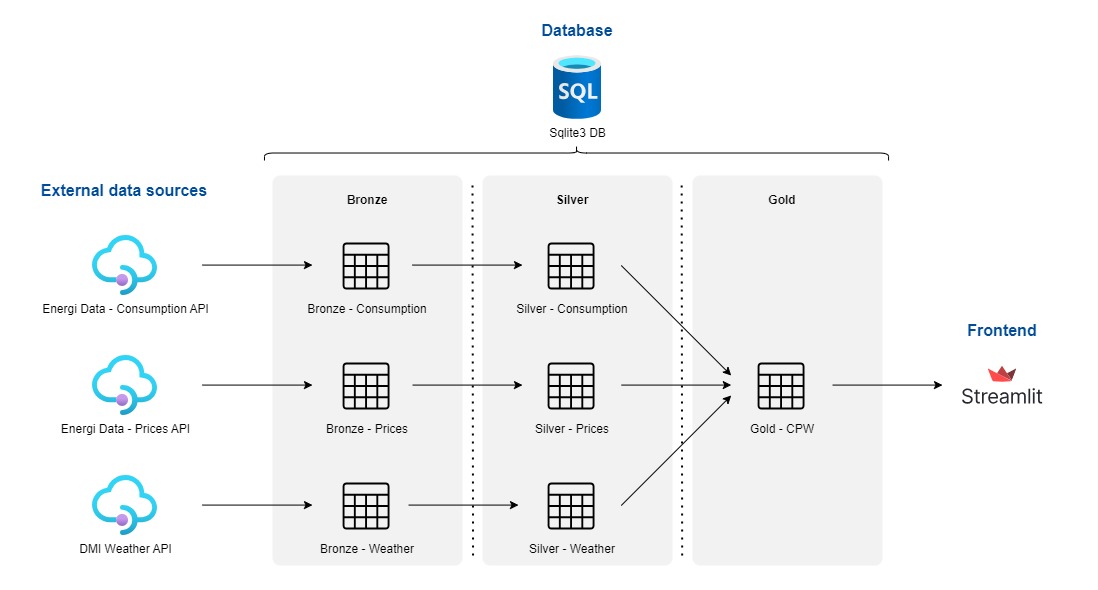 Database
SQL
Sqlite3 DB
External data sources
Bronze
Silver
Gold
Energi Data - Consumption API
Bronze - Consumption
Silver - Consumption
Frontend
Streamlit
Energi Data - Prices API
Bronze - Prices
Silver - Prices
Gold - CPW
DMI Weather API
Bronze - Weather
Silver - Weather